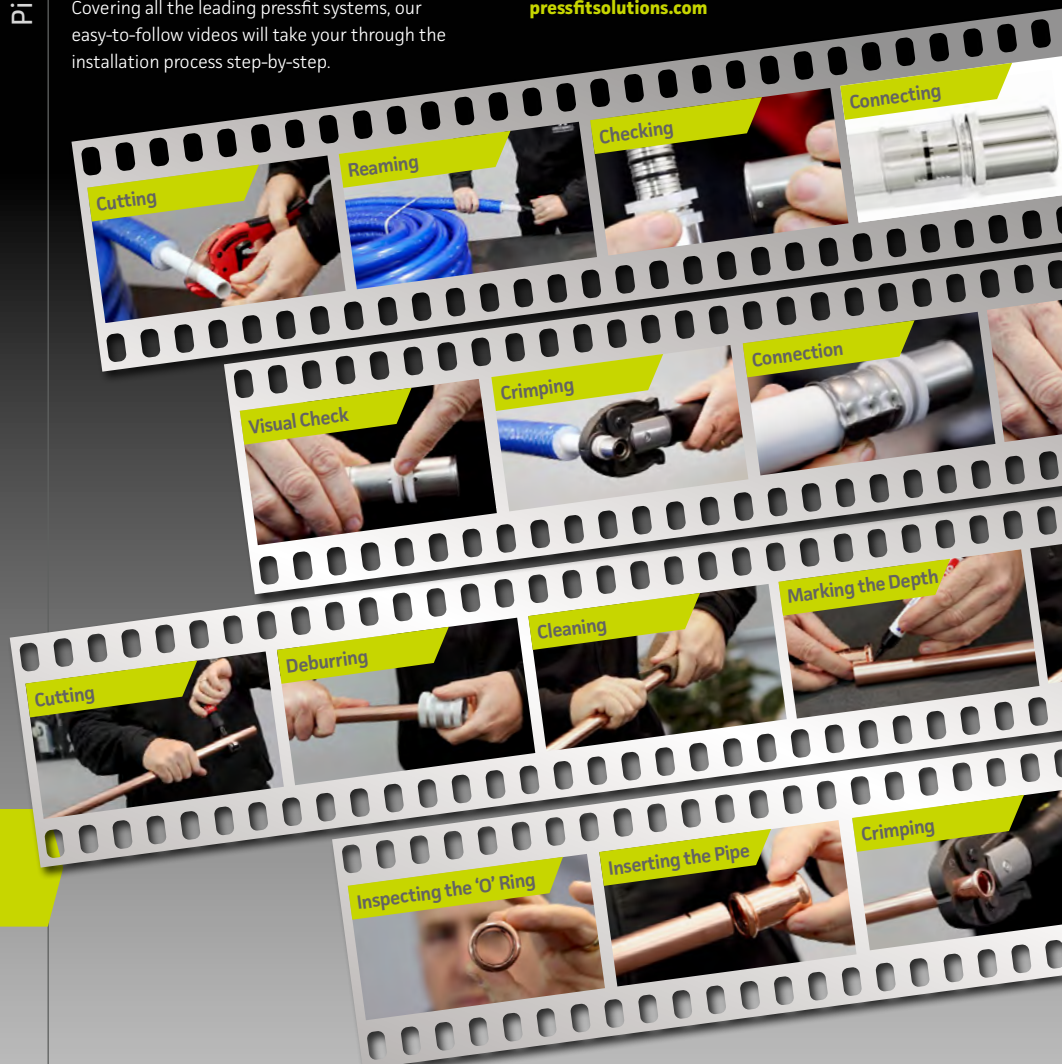 Pi
Covering all the leading pressfit systems, our
easy-to-follow videos will take your through the
installation process step-by-step.
pressfitsolutions.com
Cutting
Reaming
Checking
Connecting
Visual Check
Crimping
Connection
Cutting
Deburring
Cleaning
Marking the Depth
Inspecting the ‘O’ Ring
Inserting the Pipe
Crimping